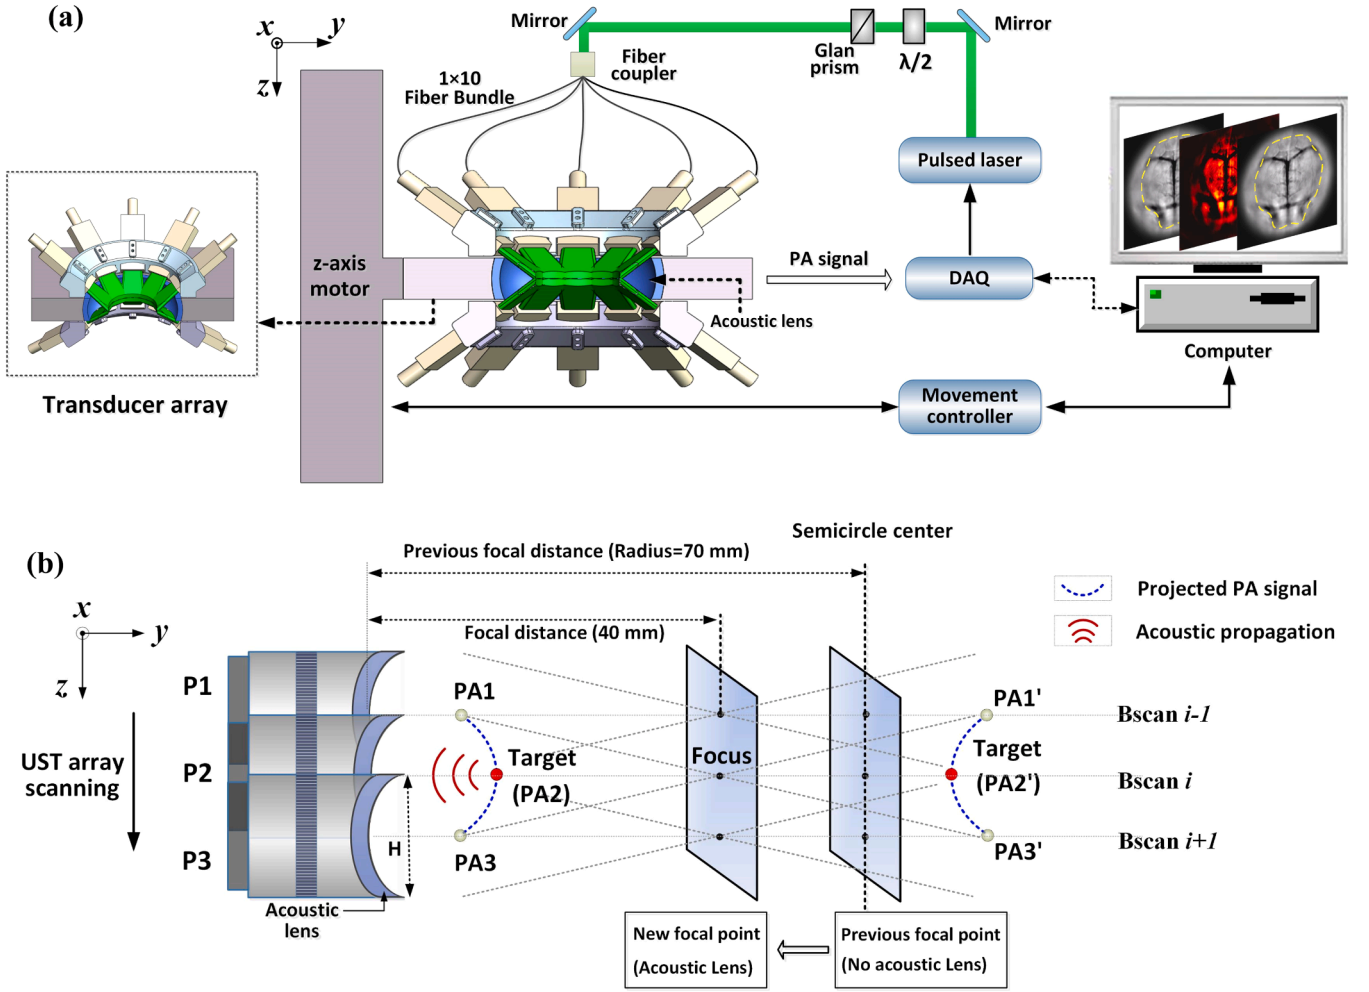 (a)
x
y
z
Mirror
Mirror
Glan
prism
λ/2
Fiber
coupler
1×10
Fiber Bundle
Pulsed laser
z-axis
motor
PA signal
DAQ
Acoustic lens
Computer
Transducer array
Movement
controller
(b)
Semicircle center
Previous focal distance (Radius=70 mm)
Projected PA signal
x
y
z
Focal distance (40 mm)
Acoustic propagation
P1
PA1
PA1'
Bscan i-1
UST array
scanning
P2
Target
(PA2)
Focus
Target
(PA2')
Bscan i
P3
H
PA3
PA3'
Bscan i+1
Acoustic
lens
New focal point
(Acoustic Lens)
Previous focal point
(No acoustic Lens)